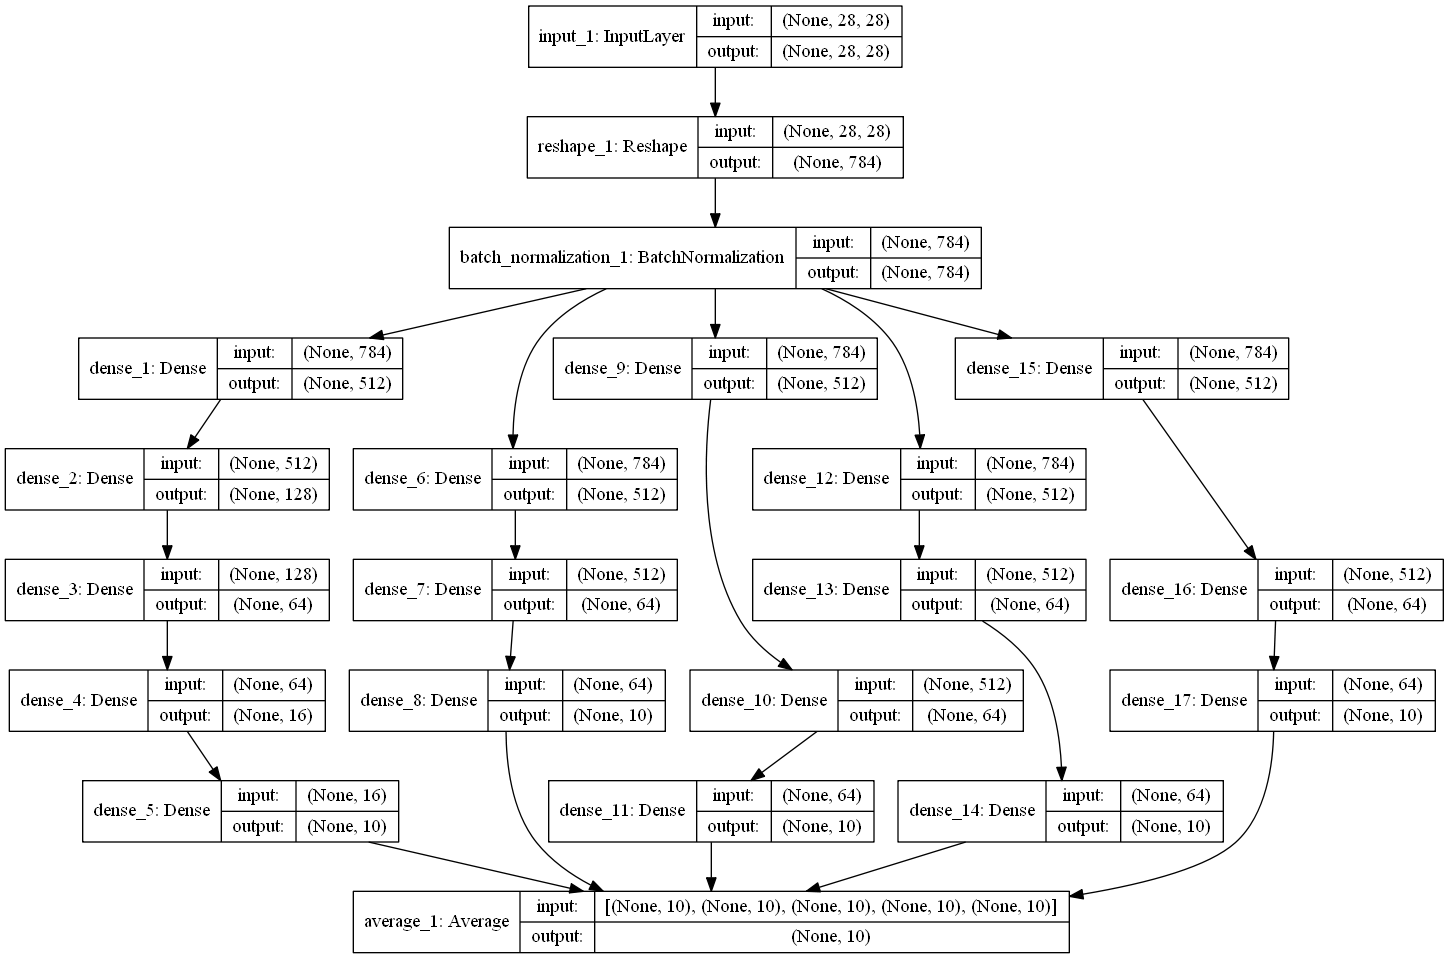 input_1: InputLayer
input: (None, 28, 28)
output: (None, 28, 28)
reshape_1: Reshape
input: (None, 28, 28)
output: (None, 784)
batch_normalization_1: BatchNormalization
input: (None, 784)
output: (None, 784)
dense_1: Dense
input: (None, 784)
output: (None, 512)
dense_9: Dense
input: (None, 784)
output: (None, 512)
dense_15: Dense
input: (None, 784)
output: (None, 512)
dense_2: Dense
input: (None, 512)
output: (None, 128)
dense_6: Dense
input: (None, 784)
output: (None, 512)
dense_12: Dense
input: (None, 784)
output: (None, 512)
dense_3: Dense
input: (None, 128)
output: (None, 64)
dense_7: Dense
input: (None, 512)
output: (None, 64)
dense_13: Dense
input: (None, 512)
output: (None, 64)
dense_16: Dense
input: (None, 512)
output: (None, 64)
dense_4: Dense
input: (None, 64)
output: (None, 16)
dense_8: Dense
input: (None, 64)
output: (None, 10)
dense_10: Dense
input: (None, 512)
output: (None, 64)
dense_17: Dense
input: (None, 64)
output: (None, 10)
dense_5: Dense
input: (None, 16)
output: (None, 10)
dense_11: Dense
input: (None, 64)
output: (None, 10)
dense_14: Dense
input: (None, 64)
output: (None, 10)
average_1: Average
input: [(None, 10), (None, 10), (None, 10), (None, 10), (None, 10)]
output: (None, 10)